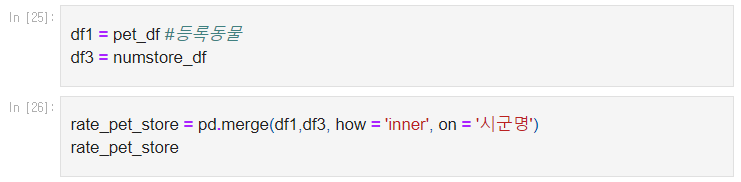 In [25]:
df1 = pet_df #등록동물
df3 = numstore_df
In [26]:
rate_pet_store = pd.merge(df1,df3, how = 'inner', on = '시군명')
rate_pet_store